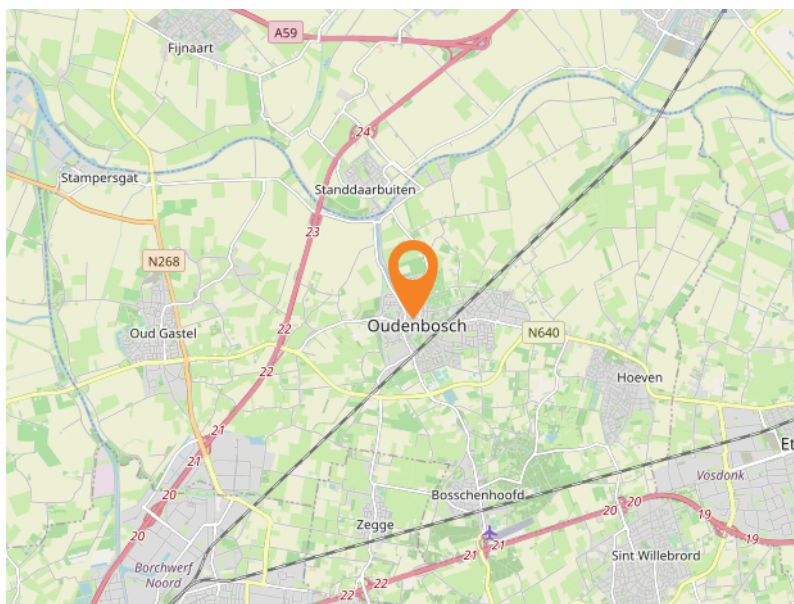 A59
Fijnaart
24
Stampersgat
Standdaarbuiten
23
N268
22
Oud Gastel
Oudenbosch
N640
22
Hoeven
21
21
Et
Vosdonk
20
Bosschenhoofd
20
20
19
Zegge
20
19
21
21
Sint Willebrord
Borchwerf
Noord
22
22